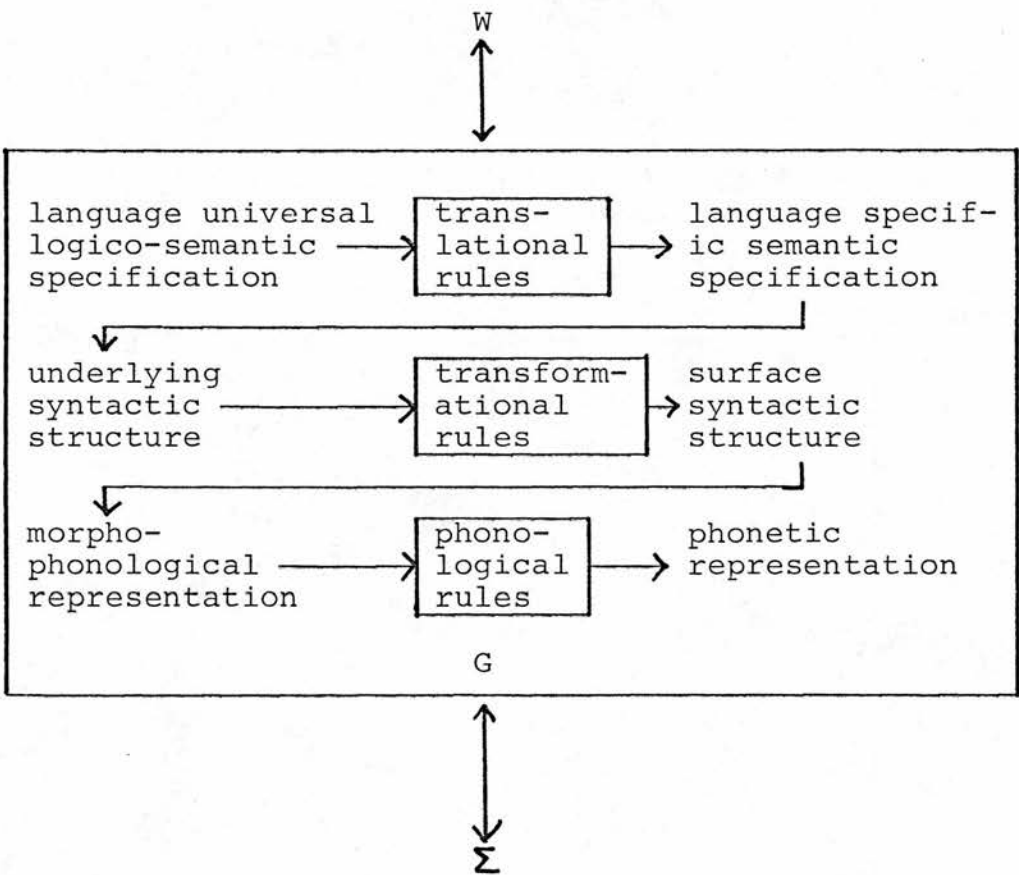 W
language universal
logico-semantic
specification
trans-
lational
rules
language specif-
ic semantic
specification
underlying
syntactic
structure
transform-
ational
rules
surface
syntactic
structure
morpho-
phonological
representation
phono-
logical
rules
phonetic
representation
G
Σ